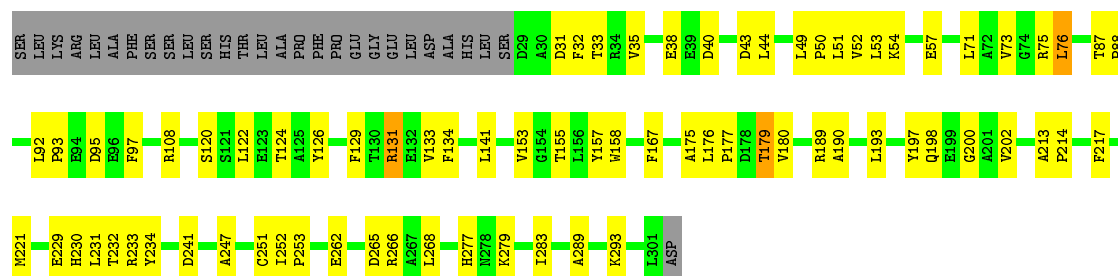 SER LEU LYS ARG LEU ALA PHE SER SER LEU SER HIS THR LEU ALA PRO PHE PRO GLU GLY GLU LEU ASP ALA HIS LEU SER D29 A30 D31 F32 T33 R34 V35 E38 E39 D40 D43 L44 L49 P50 L51 V52 L53 K54 E57 L71 A72 V73 G74 R75 L76 T87 P88
L92 P93 E94 D95 E96 F97 R108 S120 S121 L122 E123 T124 A125 Y126 F129 T130 R131 E132 V133 F134 L141 V153 G154 T155 L156 Y157 W158 F167 A175 L176 P177 D178 T179 V180 R189 A190 L193 Y197 Q198 E199 G200 A201 V202 A213 P214 F217
M221 E229 H230 L231 T232 R233 Y234 D241 A247 C251 I252 P253 E262 D265 R266 A267 L268 H277 N278 K279 I283 A289 K293 L301 ASP